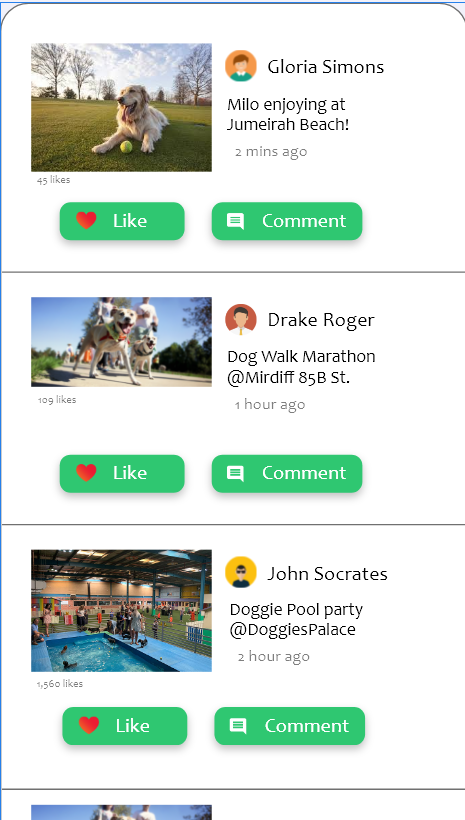 Gloria Simons
Milo enjoying at
Jumeirah Beach!
2 mins ago
45 likes
Like
Comment
Drake Roger
Dog Walk Marathon
@Mirdiff 85B St.
1 hour ago
109 likes
Like
Comment
John Socrates
Doggie Pool party
@DoggiesPalace
2 hour ago
1,560 likes
Like
Comment